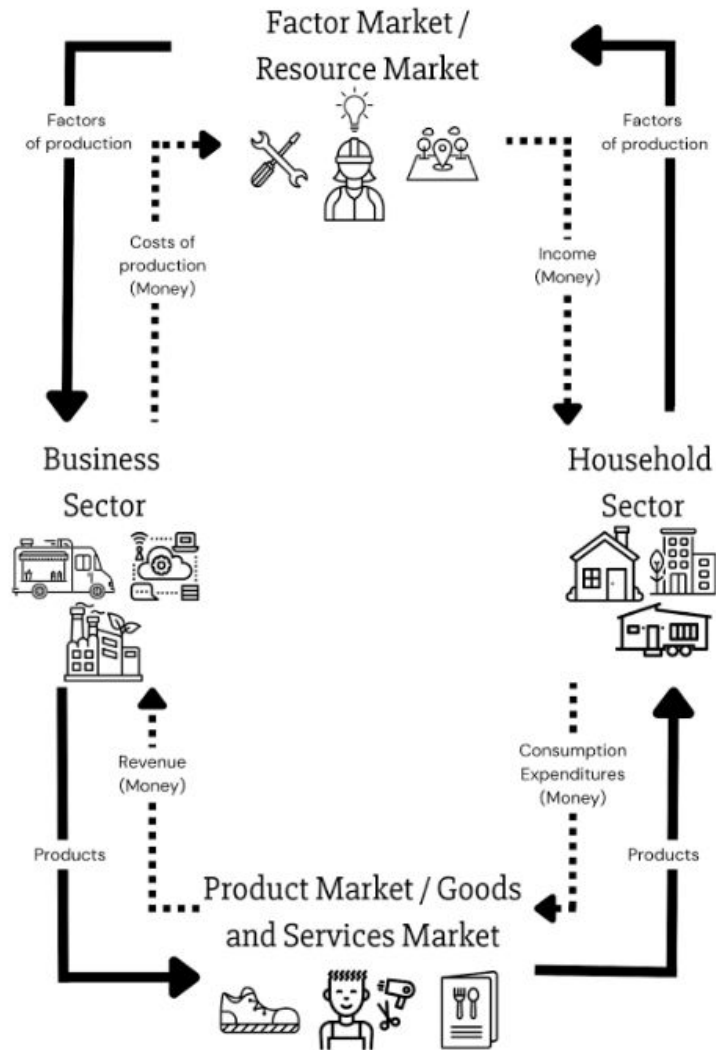 Factor Market /
Resource Market
Factors
of production
Factors
of production
Costs of
production
(Money)
Income
(Money)
Business
Sector
Household
Sector
Revenue
(Money)
Consumption
Expenditures
(Money)
Products
Products
Product Market / Goods
and Services Market